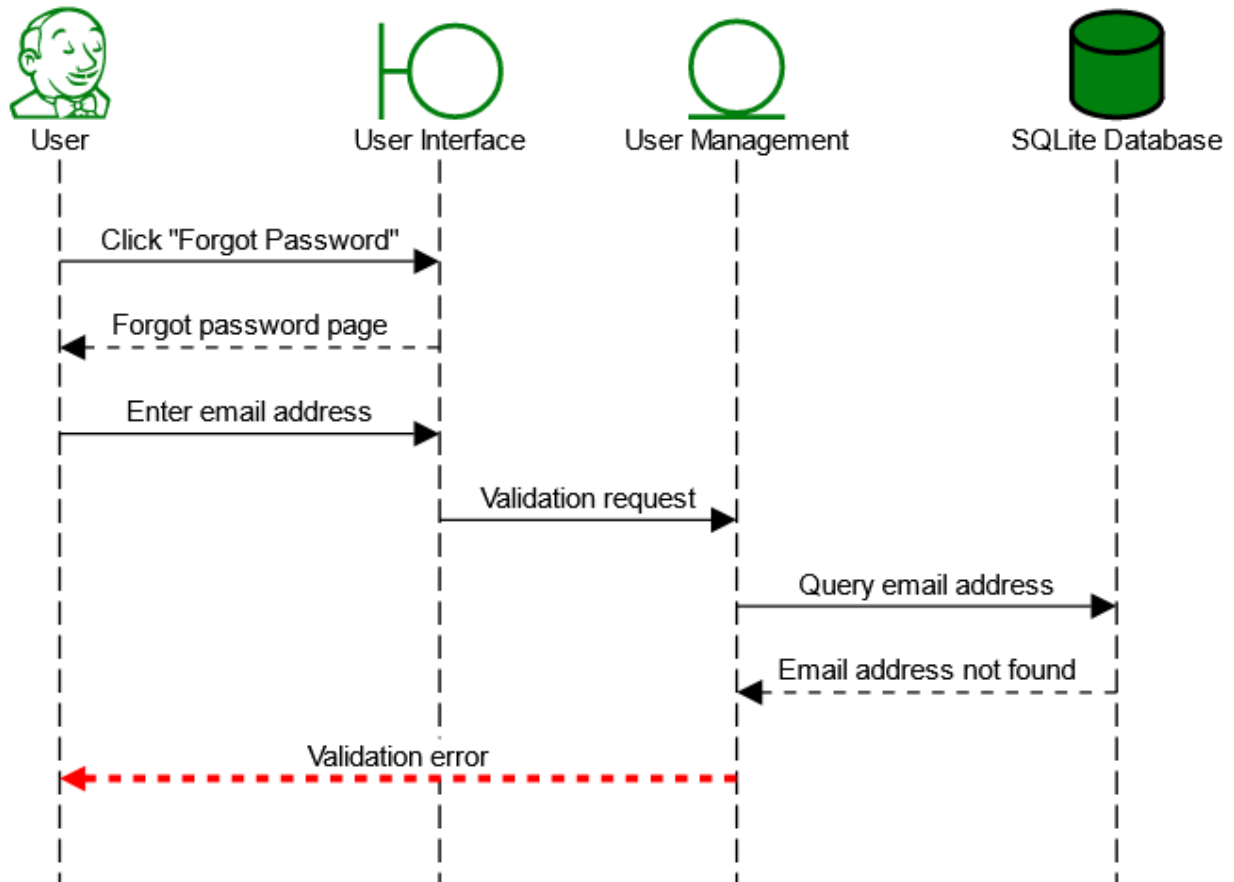 User
User Interface
User Management
SQLite Database
Click "Forgot Password"
Forgot password page
Enter email address
Validation request
Query email address
Email address not found
Validation error